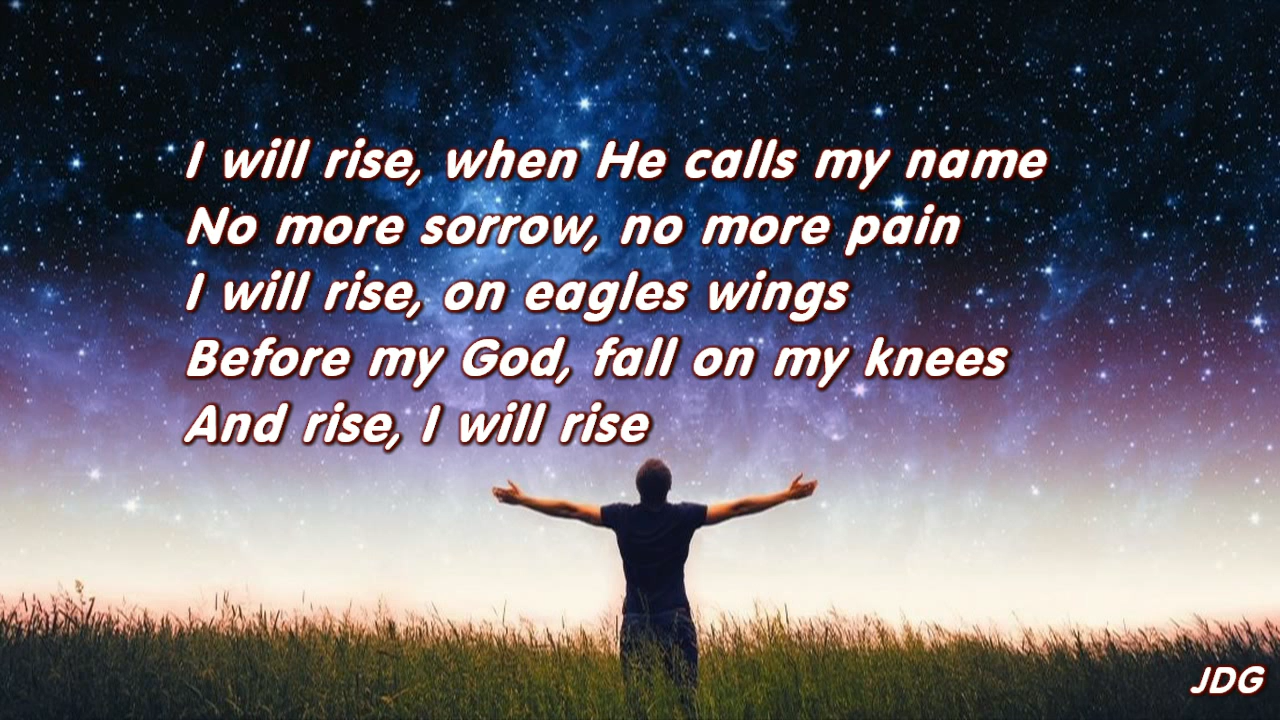 I will rise, when He calls my name
No more sorrow, no more pain
I will rise, on eagles wings
Before my God, fall on my knees
And rise, I will rise
JDG